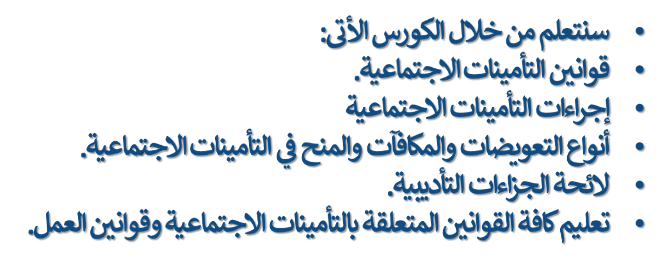 • سنتعلم من خلال الكورس الأتى:
• قوانين التأمينات الاجتماعية.
• إجراءات التأمينات الاجتماعية
• أنواع التعويضات والمكافآت والمنح في التأمينات الاجتماعية.
• لائحة الجزاءات التأديبية.
• تعليم كافة القوانين المتعلقة بالتأمينات الاجتماعية وقوانين العمل.